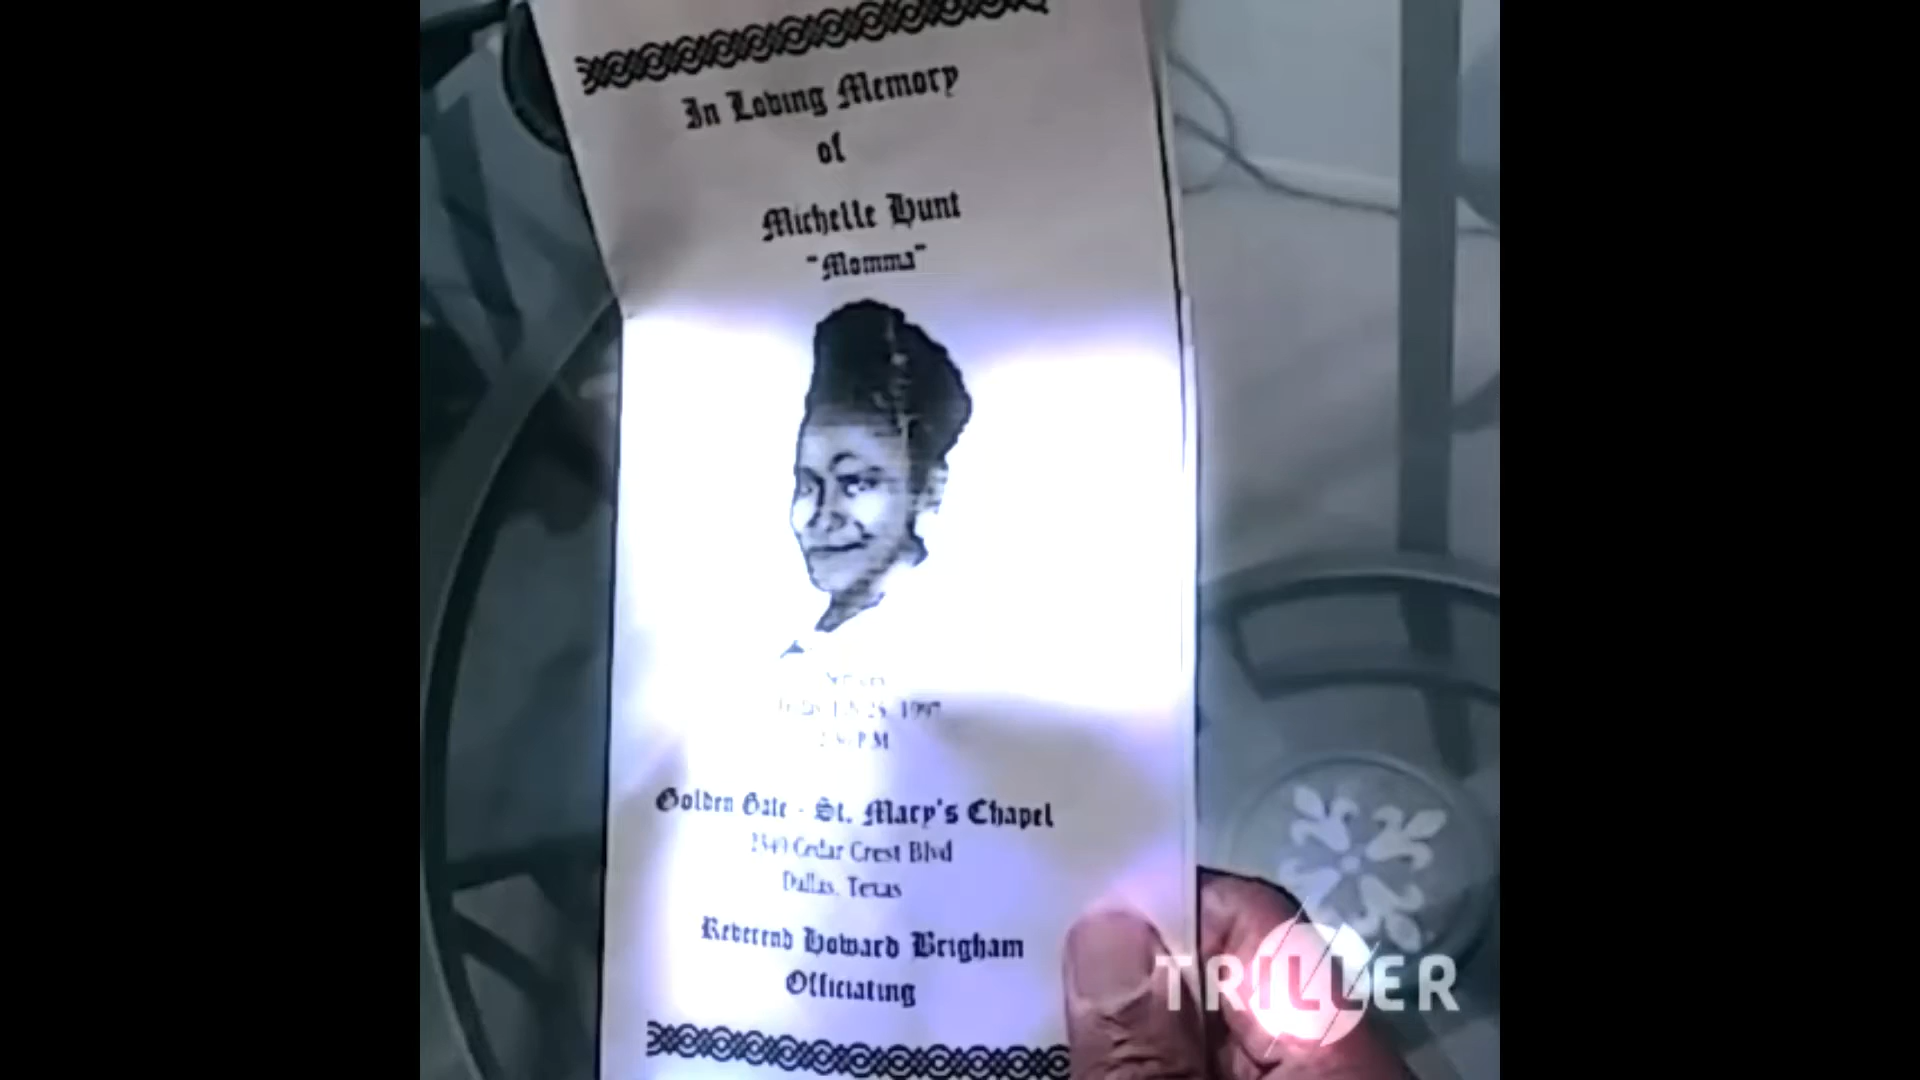 In Loving Memory
of
Michelle Hunt
"Momma"
1997
P.M.
Golden Gate - St. Mary's Chapel
Cedar Crest Blvd
Dallas, Texas
Reverend Howard Brigham
Officiating
TRILLER